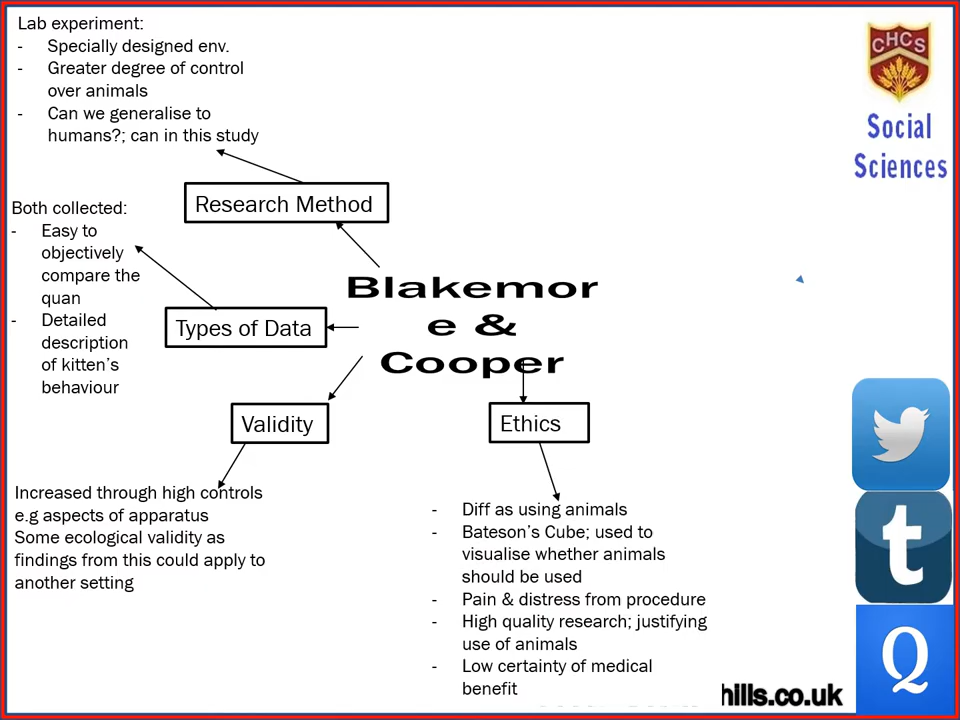 Lab experiment:
- Specially designed env.
- Greater degree of control
over animals
- Can we generalise to
humans?; can in this study
CHCS
Social
Sciences
Research Method
Both collected:
- Easy to
objectively
compare the
quan
- Detailed
description
of kitten's
behaviour
Types of Data
Blakemor
e &
Cooper
Validity
Ethics
Increased through high controls
e.g aspects of apparatus
Some ecological validity as
findings from this could apply to
another setting
- Diff as using animals
- Bateson's Cube; used to
visualise whether animals
should be used
- Pain & distress from procedure
- High quality research; justifying
use of animals
- Low certainty of medical
benefit
t
Q
hills.co.uk